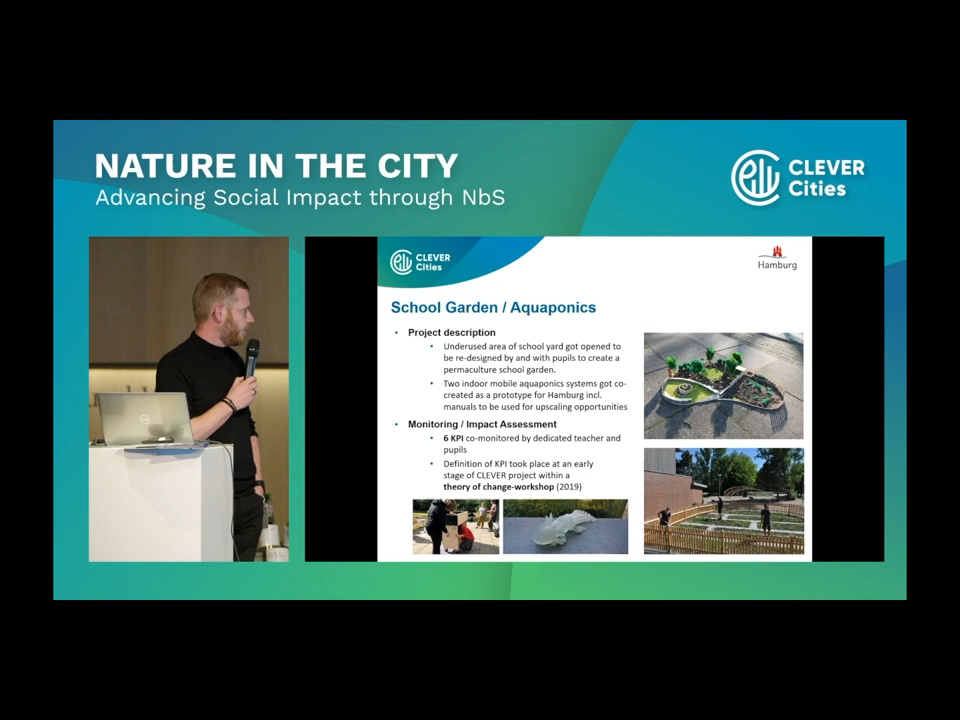 NATURE IN THE CITY
Advancing Social Impact through NbS
CLEVER
Cities
CLEVER
Cities
Hamburg
School Garden / Aquaponics
• Project description
• Underused area of school yard got opened to
be re-designed by and with pupils to create a
permaculture school garden.
• Two indoor mobile aquaponics systems got co-
created as a prototype for Hamburg incl.
manuals to be used for upscaling opportunities
• Monitoring / Impact Assessment
• 6 KPI co-monitored by dedicated teacher and
pupils
• Definition of KPI took place at an early
stage of CLEVER project within a
theory of change-workshop (2019)
DELL